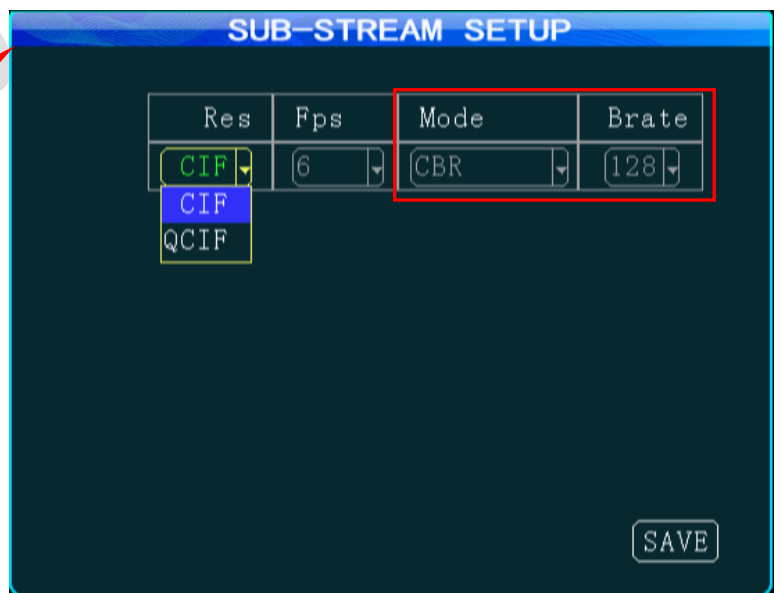 SUB-STREAM SETUP
Res Fps Mode Brate
CIF 6 CBR 128
CIF
QCIF
SAVE